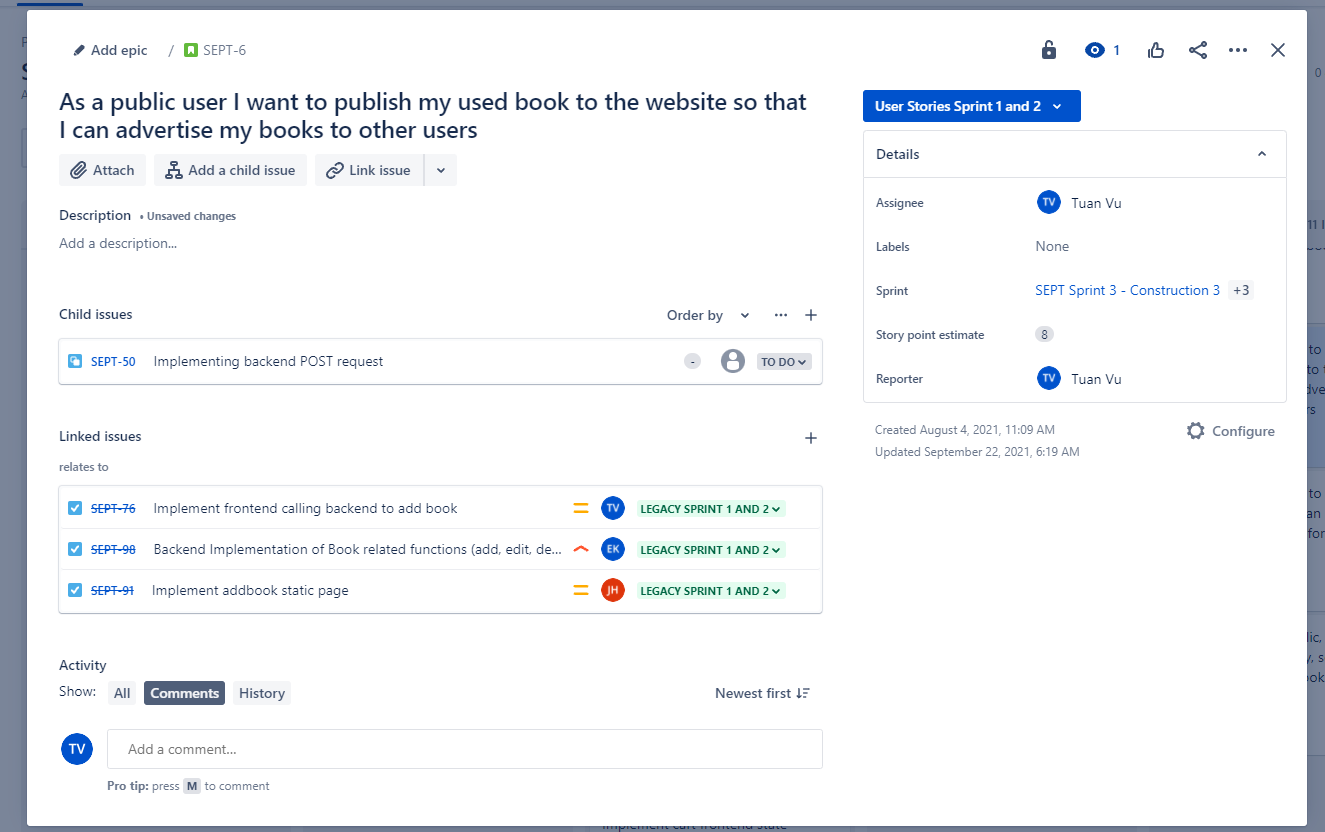 Add epic / SEPT-6
1
As a public user I want to publish my used book to the website so that
I can advertise my books to other users
User Stories Sprint 1 and 2
Attach Add a child issue Link issue
Details
Description • Unsaved changes
Add a description...
Assignee TV Tuan Vu
Labels None
Sprint SEPT Sprint 3 - Construction 3 +3
Story point estimate 8
Reporter TV Tuan Vu
Created August 4, 2021, 11:09 AM
Updated September 22, 2021, 6:19 AM
Configure
Child issues Order by
SEPT-50 Implementing backend POST request - TO DO
Linked issues
relates to
SEPT-76 Implement frontend calling backend to add book TV LEGACY SPRINT 1 AND 2
SEPT-98 Backend Implementation of Book related functions (add, edit, de... EK LEGACY SPRINT 1 AND 2
SEPT-91 Implement addbook static page JH LEGACY SPRINT 1 AND 2
Activity
Show: All Comments History Newest first
TV Add a comment...
Pro tip: press M to comment